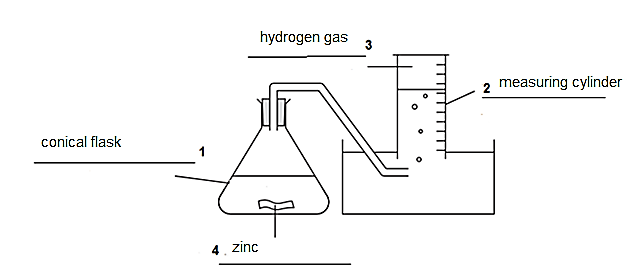 hydrogen gas 3
2 measuring cylinder
conical flask 1
4 . zinc